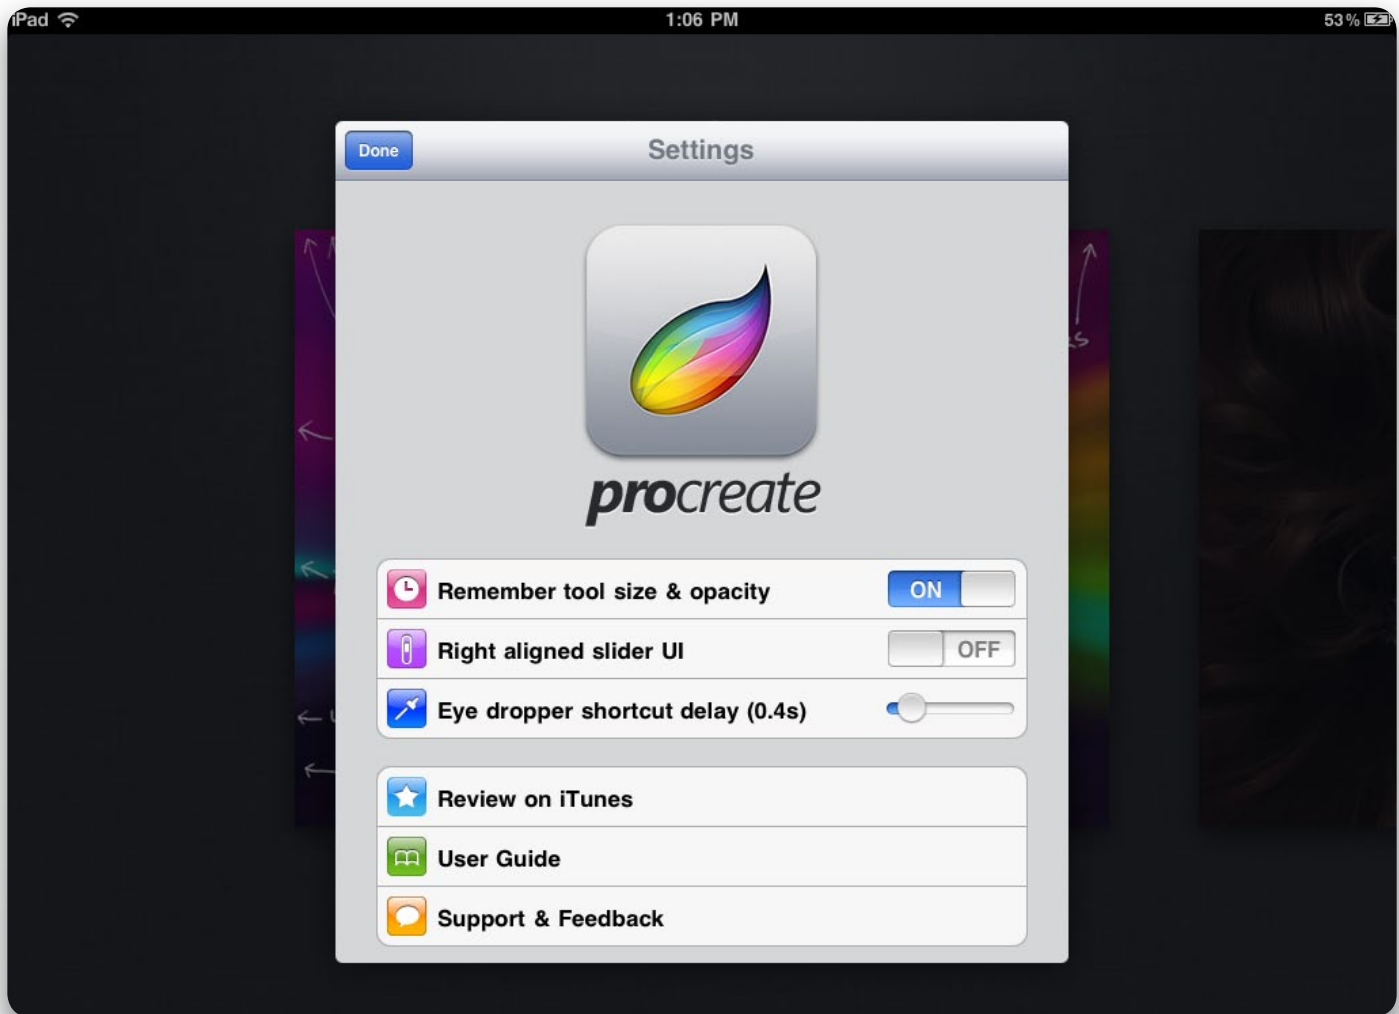 iPad 1:06 PM 53%
Done Settings
procreate
Remember tool size & opacity ON
Right aligned slider UI OFF
Eye dropper shortcut delay (0.4s)
Review on iTunes
User Guide
Support & Feedback